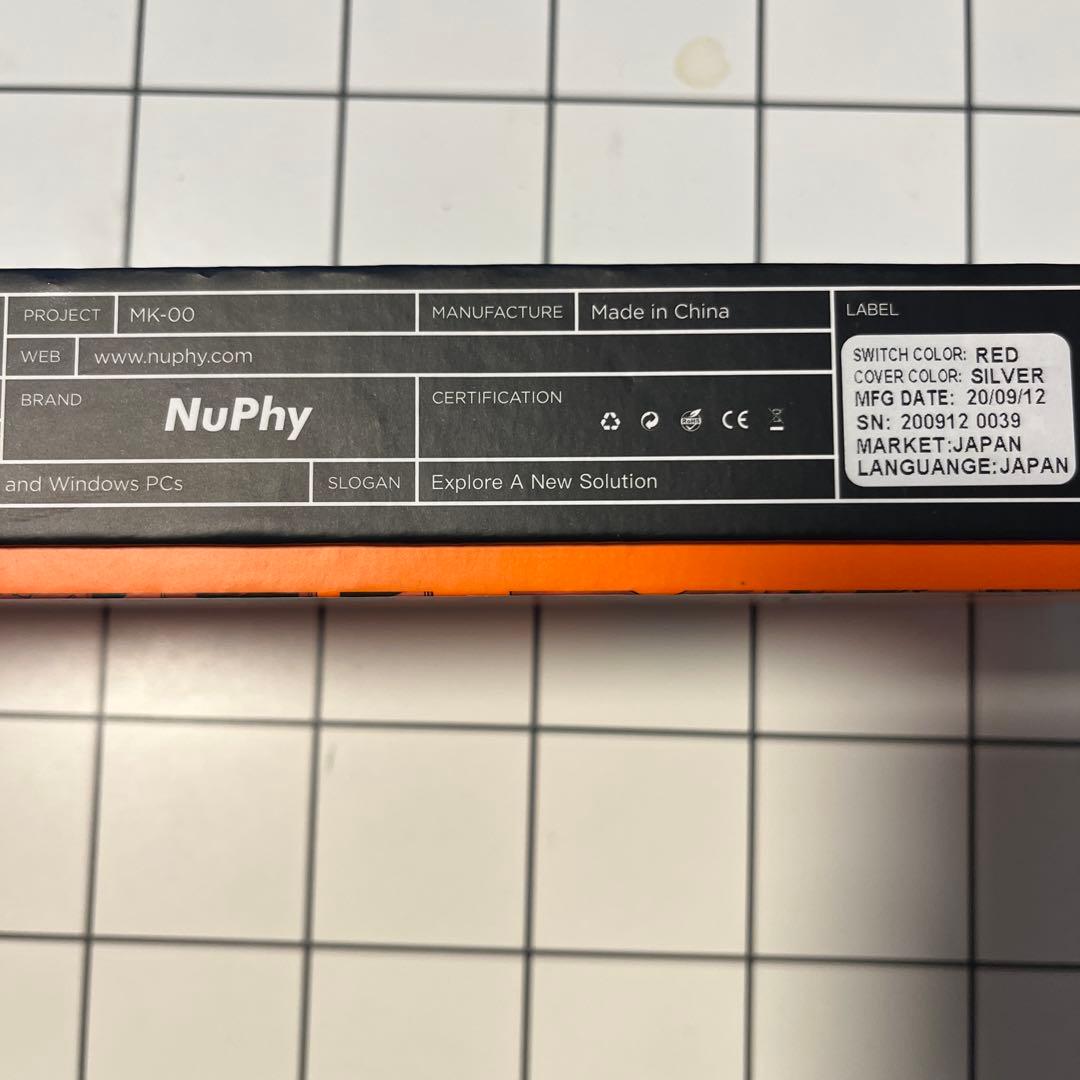 PROJECT MK-00 MANUFACTURE Made in China
WEB www.nuphy.com
BRAND NuPhy CERTIFICATION
RoHS CE
and Windows PCs SLOGAN Explore A New Solution
LABEL
SWITCH COLOR: RED
COVER COLOR: SILVER
MFG DATE: 20/09/12
SN: 200912 0039
MARKET:JAPAN
LANGUANGE:JAPAN